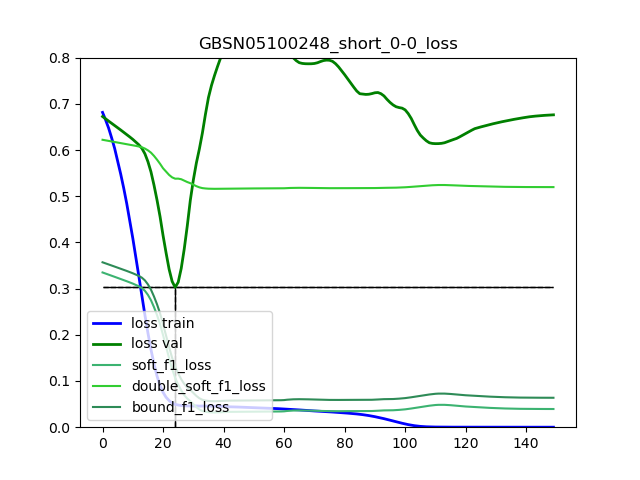 GBSN05100248_short_0-0_loss
0.8
0.7
0.6
0.5
0.4
0.3
0.2
0.1
0.0
loss train
loss val
soft_f1_loss
double_soft_f1_loss
bound_f1_loss
0 20 40 60 80 100 120 140